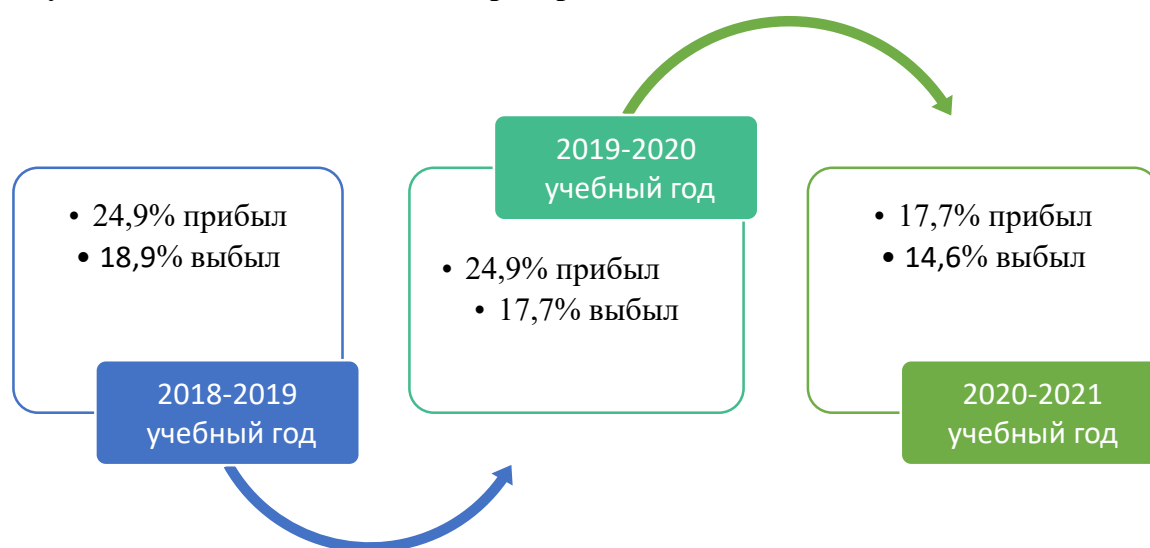 • 24,9% прибыл
• 18,9% выбыл
2018-2019
учебный год
2019-2020
учебный год
• 24,9% прибыл
• 17,7% выбыл
• 17,7% прибыл
• 14,6% выбыл
2020-2021
учебный год